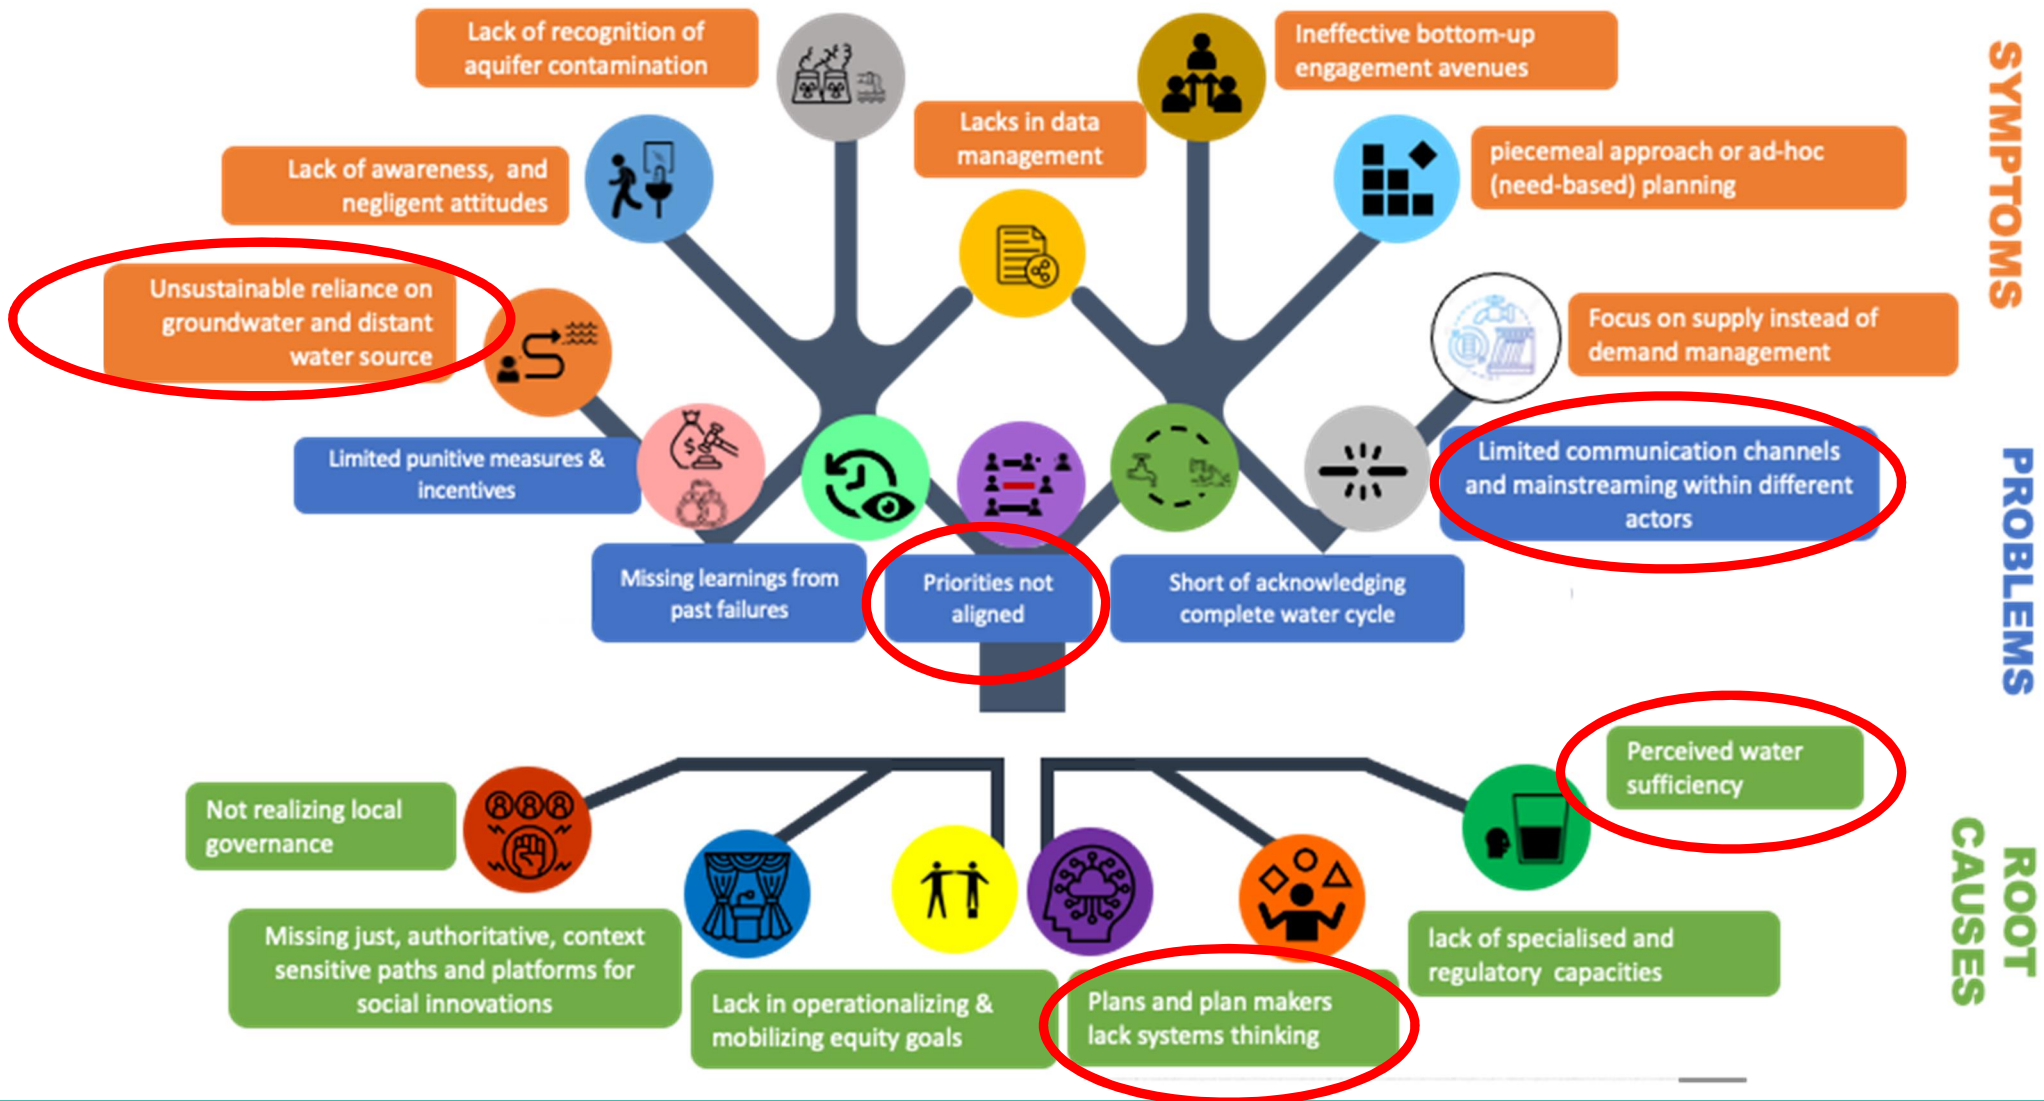 Lack of recognition of
aquifer contamination
Ineffective bottom-up
engagement avenues
Lacks in data
management
Lack of awareness, and
negligent attitudes
piecemeal approach or ad-hoc
(need-based) planning
Unsustainable reliance on
groundwater and distant
water source
Focus on supply instead of
demand management
SYMPTOMS
Limited punitive measures &
incentives
$
Limited communication channels
and mainstreaming within different
actors
Missing learnings from
past failures
Priorities not
aligned
Short of acknowledging
complete water cycle
PROBLEMS
Perceived water
sufficiency
Not realizing local
governance
Missing just, authoritative, context
sensitive paths and platforms for
social innovations
Lack in operationalizing &
mobilizing equity goals
Plans and plan makers
lack systems thinking
lack of specialised and
regulatory capacities
ROOT
CAUSES